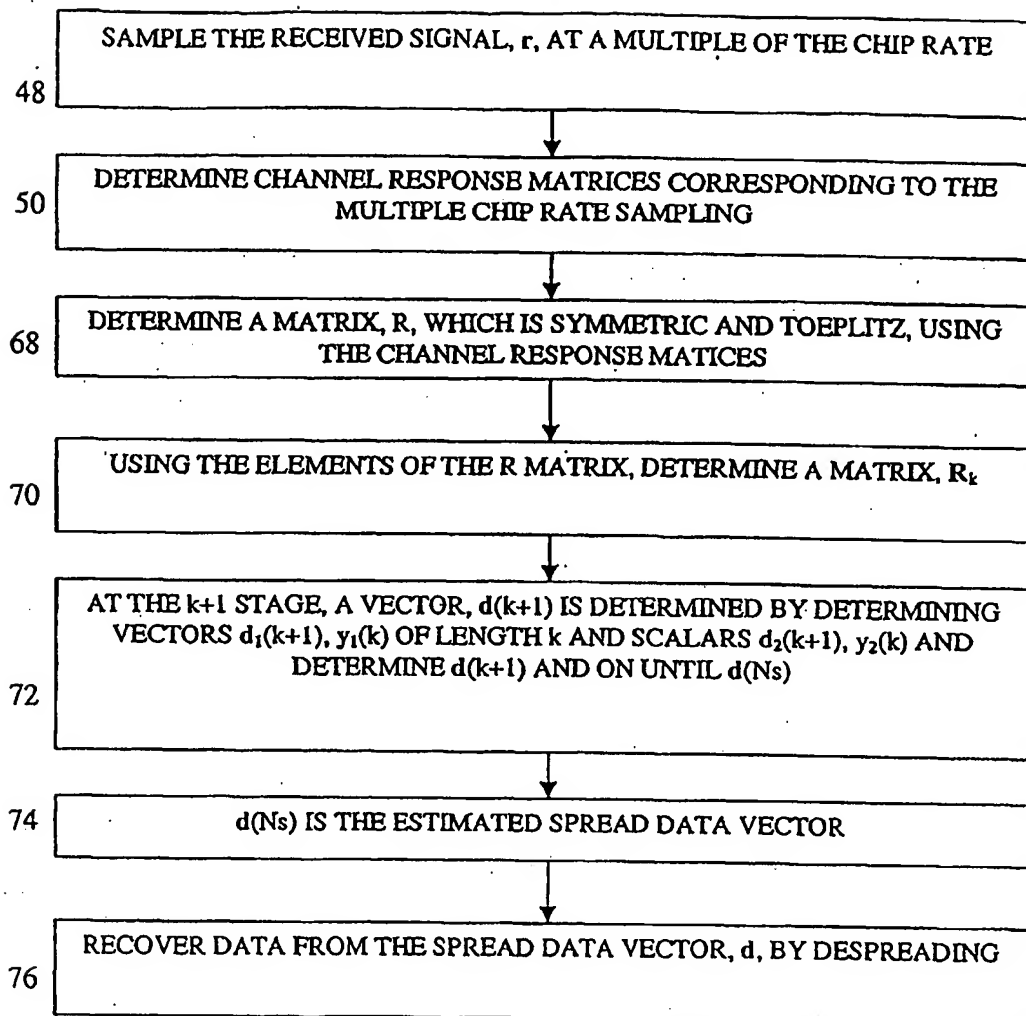 SAMPLE THE RECEIVED SIGNAL, r, AT A MULTIPLE OF THE CHIP RATE
48
DETERMINE CHANNEL RESPONSE MATRICES CORRESPONDING TO THE
MULTIPLE CHIP RATE SAMPLING
50
DETERMINE A MATRIX, R, WHICH IS SYMMETRIC AND TOEPLITZ, USING
THE CHANNEL RESPONSE MATICES
68
USING THE ELEMENTS OF THE R MATRIX, DETERMINE A MATRIX, Rₖ
70
AT THE k+1 STAGE, A VECTOR, d(k+1) IS DETERMINED BY DETERMINING
VECTORS d₁(k+1), y₁(k) OF LENGTH k AND SCALARS d₂(k+1), y₂(k) AND
DETERMINE d(k+1) AND ON UNTIL d(Ns)
72
74
d(Ns) IS THE ESTIMATED SPREAD DATA VECTOR
RECOVER DATA FROM THE SPREAD DATA VECTOR, d, BY DESPREADING
76